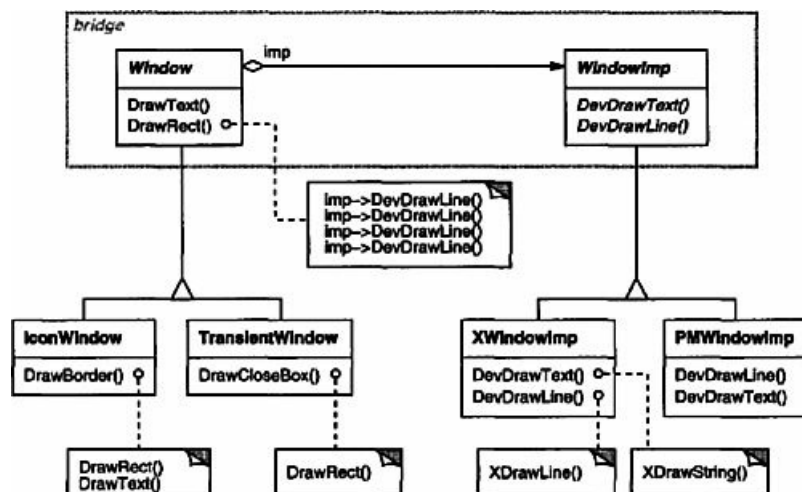 bridge
imp
Window
DrawText()
DrawRect()
WindowImp
DevDrawText()
DevDrawLine()
imp->DevDrawLine()
imp->DevDrawLine()
imp->DevDrawLine()
imp->DevDrawLine()
IconWindow
DrawBorder()
TransientWindow
DrawCloseBox()
XWindowImp
DevDrawText()
DevDrawLine()
PMWindowImp
DevDrawLine()
DevDrawText()
DrawRect()
DrawText()
DrawRect()
XDrawLine()
XDrawString()